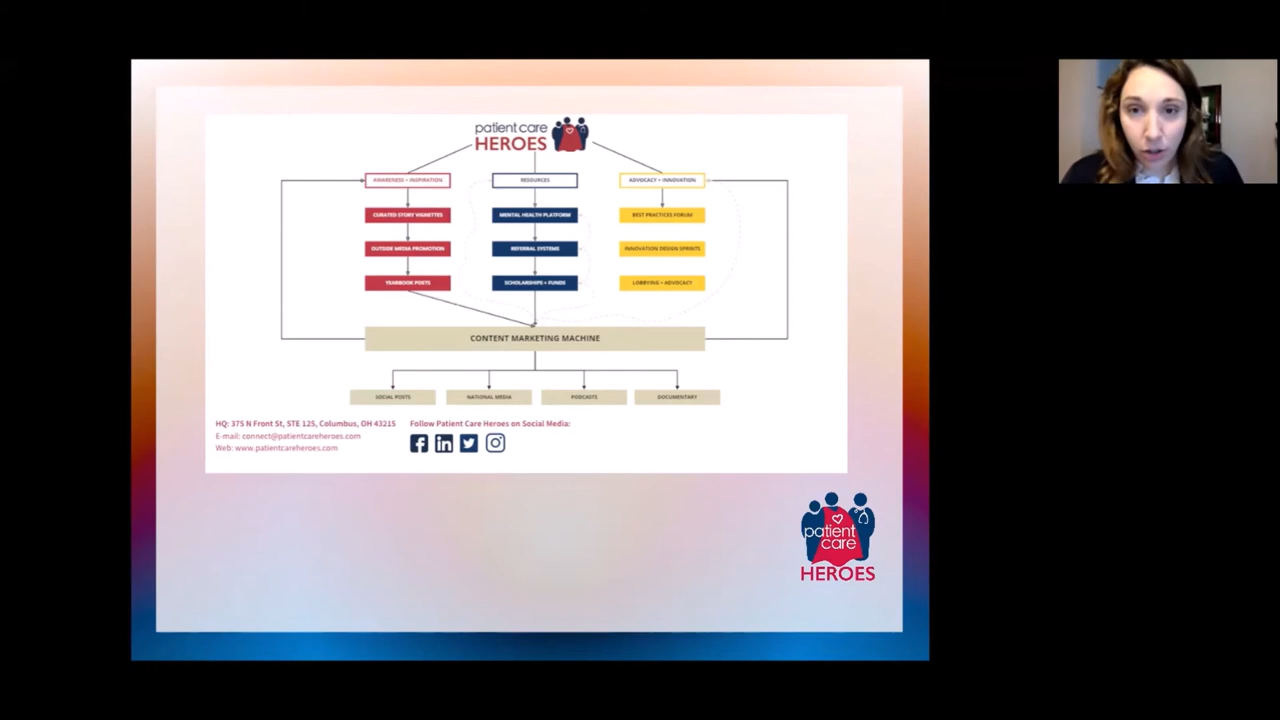 patient care
HEROES
AWARENESS + INSPIRATION
RESOURCES
ADVOCACY + INNOVATION
CURATED STORY VIGNETTES
MENTAL HEALTH PLATFORM
BEST PRACTICES FORUM
OUTSIDE MEDIA PROMOTION
REFERRAL SYSTEMS
INNOVATION DESIGN SPRINTS
YEARBOOK POSTS
SCHOLARSHIPS + FUNDS
LOBBYING + ADVOCACY
CONTENT MARKETING MACHINE
SOCIAL POSTS
NATIONAL MEDIA
PODCASTS
DOCUMENTARY
HQ: 375 N Front St, STE 125, Columbus, OH 43215
E-mail: connect@patientcareheroes.com
Web: www.patientcareheroes.com
Follow Patient Care Heroes on Social Media:
patient
care
HEROES